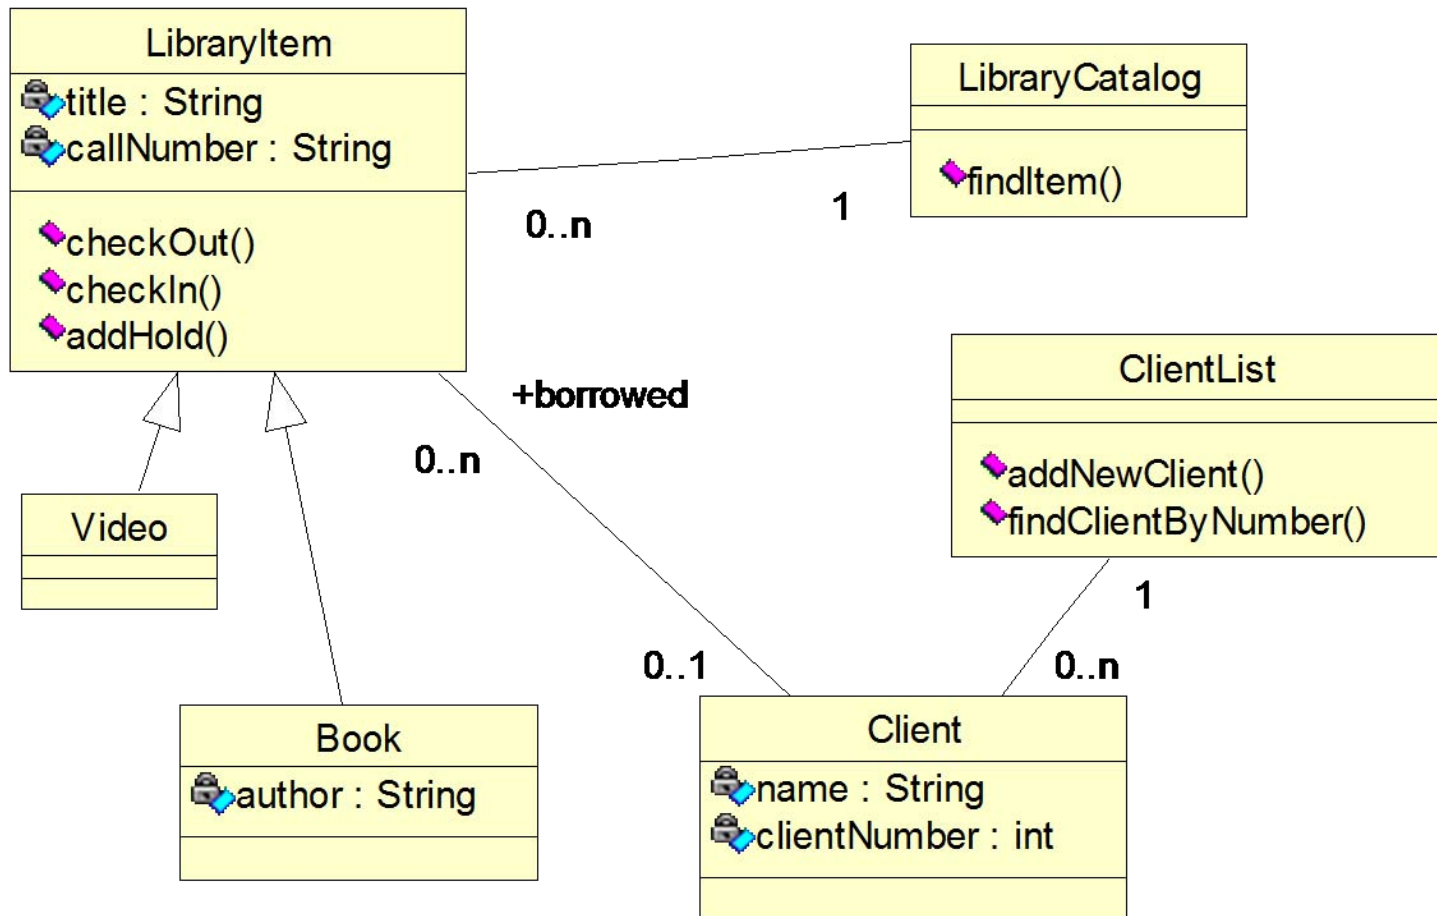 LibraryItem
title : String
callNumber : String
checkOut()
checkIn()
addHold()
LibraryCatalog
findItem()
0..n
1
ClientList
addNewClient()
findClientByNumber()
+borrowed
0..n
Video
1
0..1
0..n
Book
author : String
Client
name : String
clientNumber : int